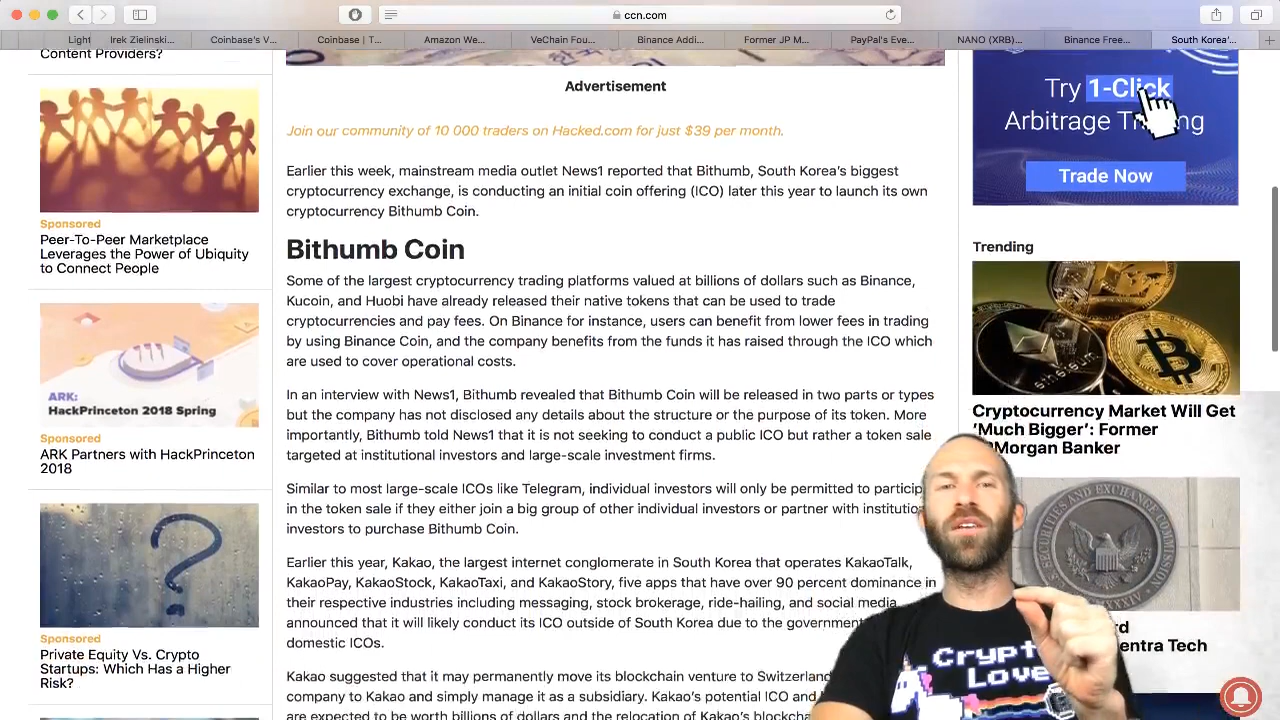 ccn.com
Light
Irek Zielinski...
Coinbase's V...
Coinbase | T...
Amazon We...
VeChain Fou...
Binance Addi...
Former JP M...
PayPal's Eve...
NANO (XRB)...
Binance Free...
South Korea'...
Content Providers?
Sponsored
Peer-To-Peer Marketplace
Leverages the Power of Ubiquity
to Connect People
ARK:
HackPrinceton 2018 Spring
Sponsored
ARK Partners with HackPrinceton
2018
Sponsored
Private Equity Vs. Crypto
Startups: Which Has a Higher
Risk?
Advertisement
Join our community of 10 000 traders on Hacked.com for just $39 per month.
Earlier this week, mainstream media outlet News1 reported that Bithumb, South Korea's biggest
cryptocurrency exchange, is conducting an initial coin offering (ICO) later this year to launch its own
cryptocurrency Bithumb Coin.
Bithumb Coin
Some of the largest cryptocurrency trading platforms valued at billions of dollars such as Binance,
Kucoin, and Huobi have already released their native tokens that can be used to trade
cryptocurrencies and pay fees. On Binance for instance, users can benefit from lower fees in trading
by using Binance Coin, and the company benefits from the funds it has raised through the ICO which
are used to cover operational costs.
In an interview with News1, Bithumb revealed that Bithumb Coin will be released in two parts or types
but the company has not disclosed any details about the structure or the purpose of its token. More
importantly, Bithumb told News1 that it is not seeking to conduct a public ICO but rather a token sale
targeted at institutional investors and large-scale investment firms.
Similar to most large-scale ICOs like Telegram, individual investors will only be permitted to particip
in the token sale if they either join a big group of other individual investors or partner with institutio
investors to purchase Bithumb Coin.
Earlier this year, Kakao, the largest internet conglomerate in South Korea that operates KakaoTalk,
KakaoPay, KakaoStock, KakaoTaxi, and KakaoStory, five apps that have over 90 percent dominance in
their respective industries including messaging, stock brokerage, ride-hailing, and social media,
announced that it will likely conduct its ICO outside of South Korea due to the government
domestic ICOs.
Kakao suggested that it may permanently move its blockchain venture to Switzerland
company to Kakao and simply manage it as a subsidiary. Kakao's potential ICO and
are expected to be worth billions of dollars and the relocation of Kakao's blockcha
Try 1-Click
Arbitrage Trading
Trade Now
Trending
Cryptocurrency Market Will Get
'Much Bigger': Former
JPMorgan Banker
SECURITIES AND EXCHANGE
rd
entra Tech
Crypt
Love